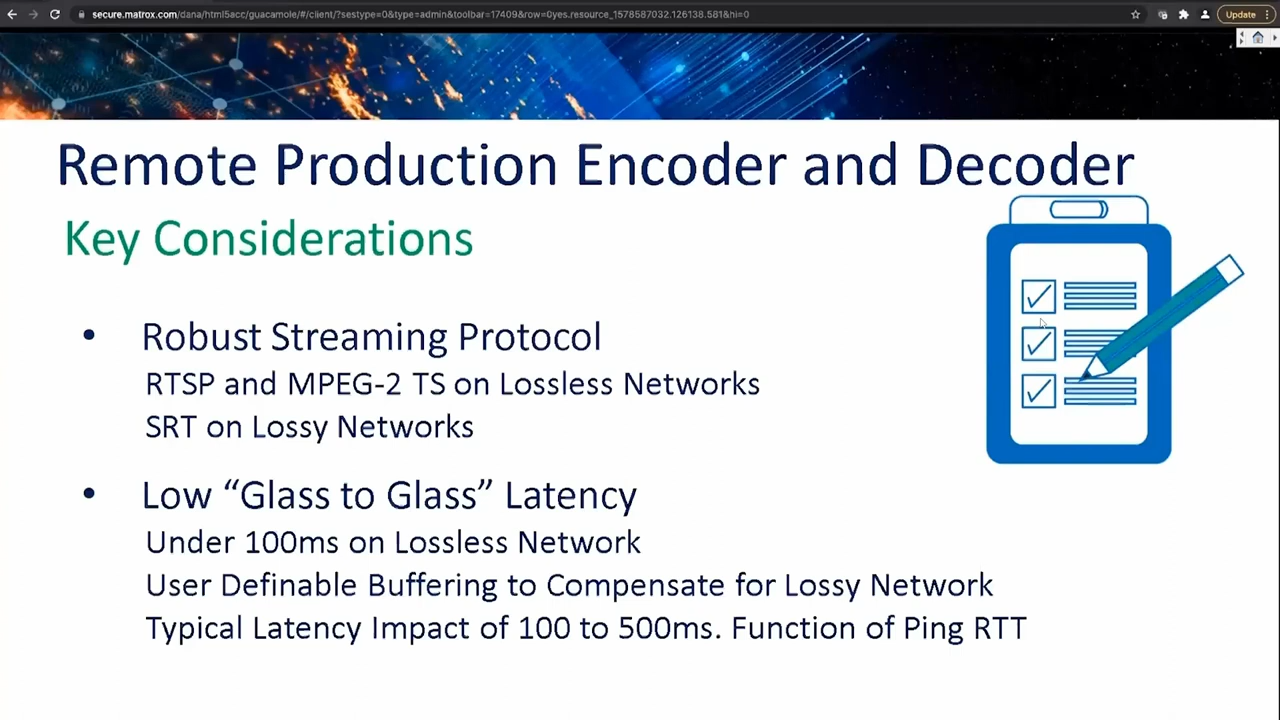 secure.matrox.com/dana/html5acc/guacamole/#/client/?sestype=0&type=admin&toolbar=17409&row=0yes.resource_1578587032.126138.581&hi=0
Update
Remote Production Encoder and Decoder
Key Considerations
• Robust Streaming Protocol
RTSP and MPEG-2 TS on Lossless Networks
SRT on Lossy Networks
• Low “Glass to Glass” Latency
Under 100ms on Lossless Network
User Definable Buffering to Compensate for Lossy Network
Typical Latency Impact of 100 to 500ms. Function of Ping RTT